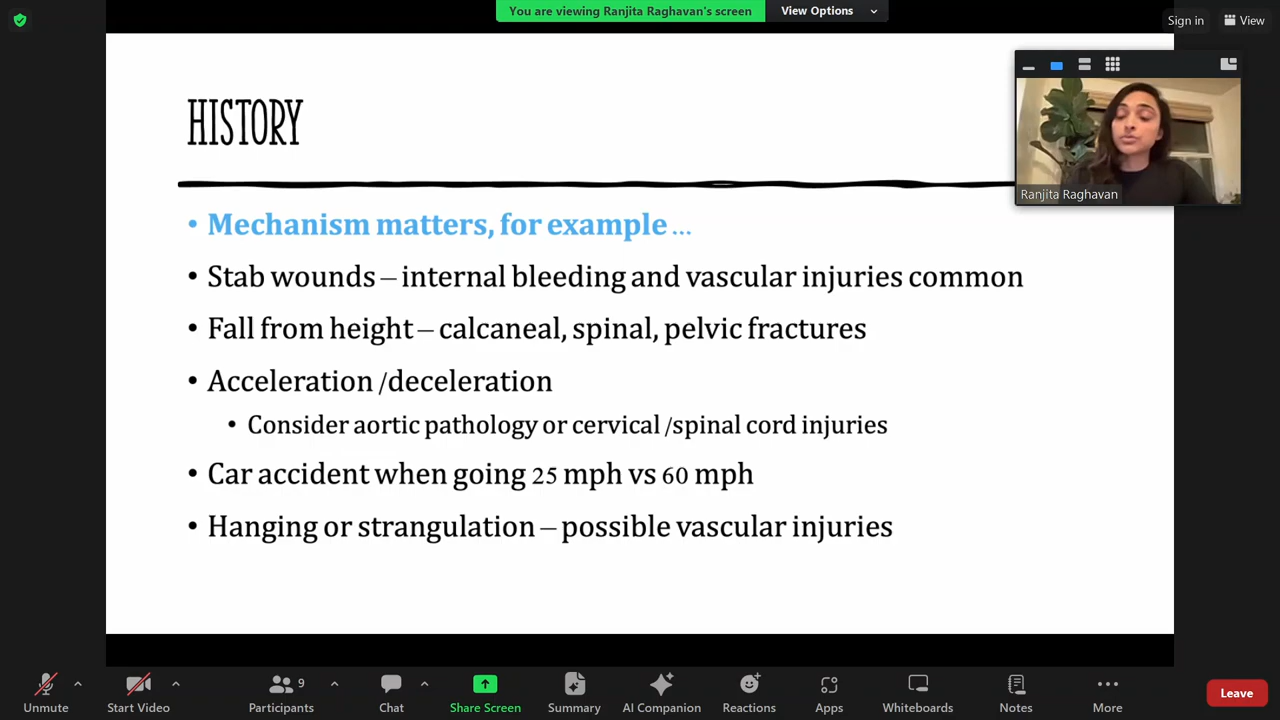 You are viewing Ranjita Raghavan's screen
View Options
Sign in
View
HISTORY
Ranjita Raghavan
• Mechanism matters, for example…
• Stab wounds – internal bleeding and vascular injuries common
• Fall from height – calcaneal, spinal, pelvic fractures
• Acceleration /deceleration
• Consider aortic pathology or cervical /spinal cord injuries
• Car accident when going 25 mph vs 60 mph
• Hanging or strangulation – possible vascular injuries
9
Unmute
Start Video
Participants
Chat
Share Screen
Summary
AI Companion
Reactions
Apps
Whiteboards
Notes
More
Leave